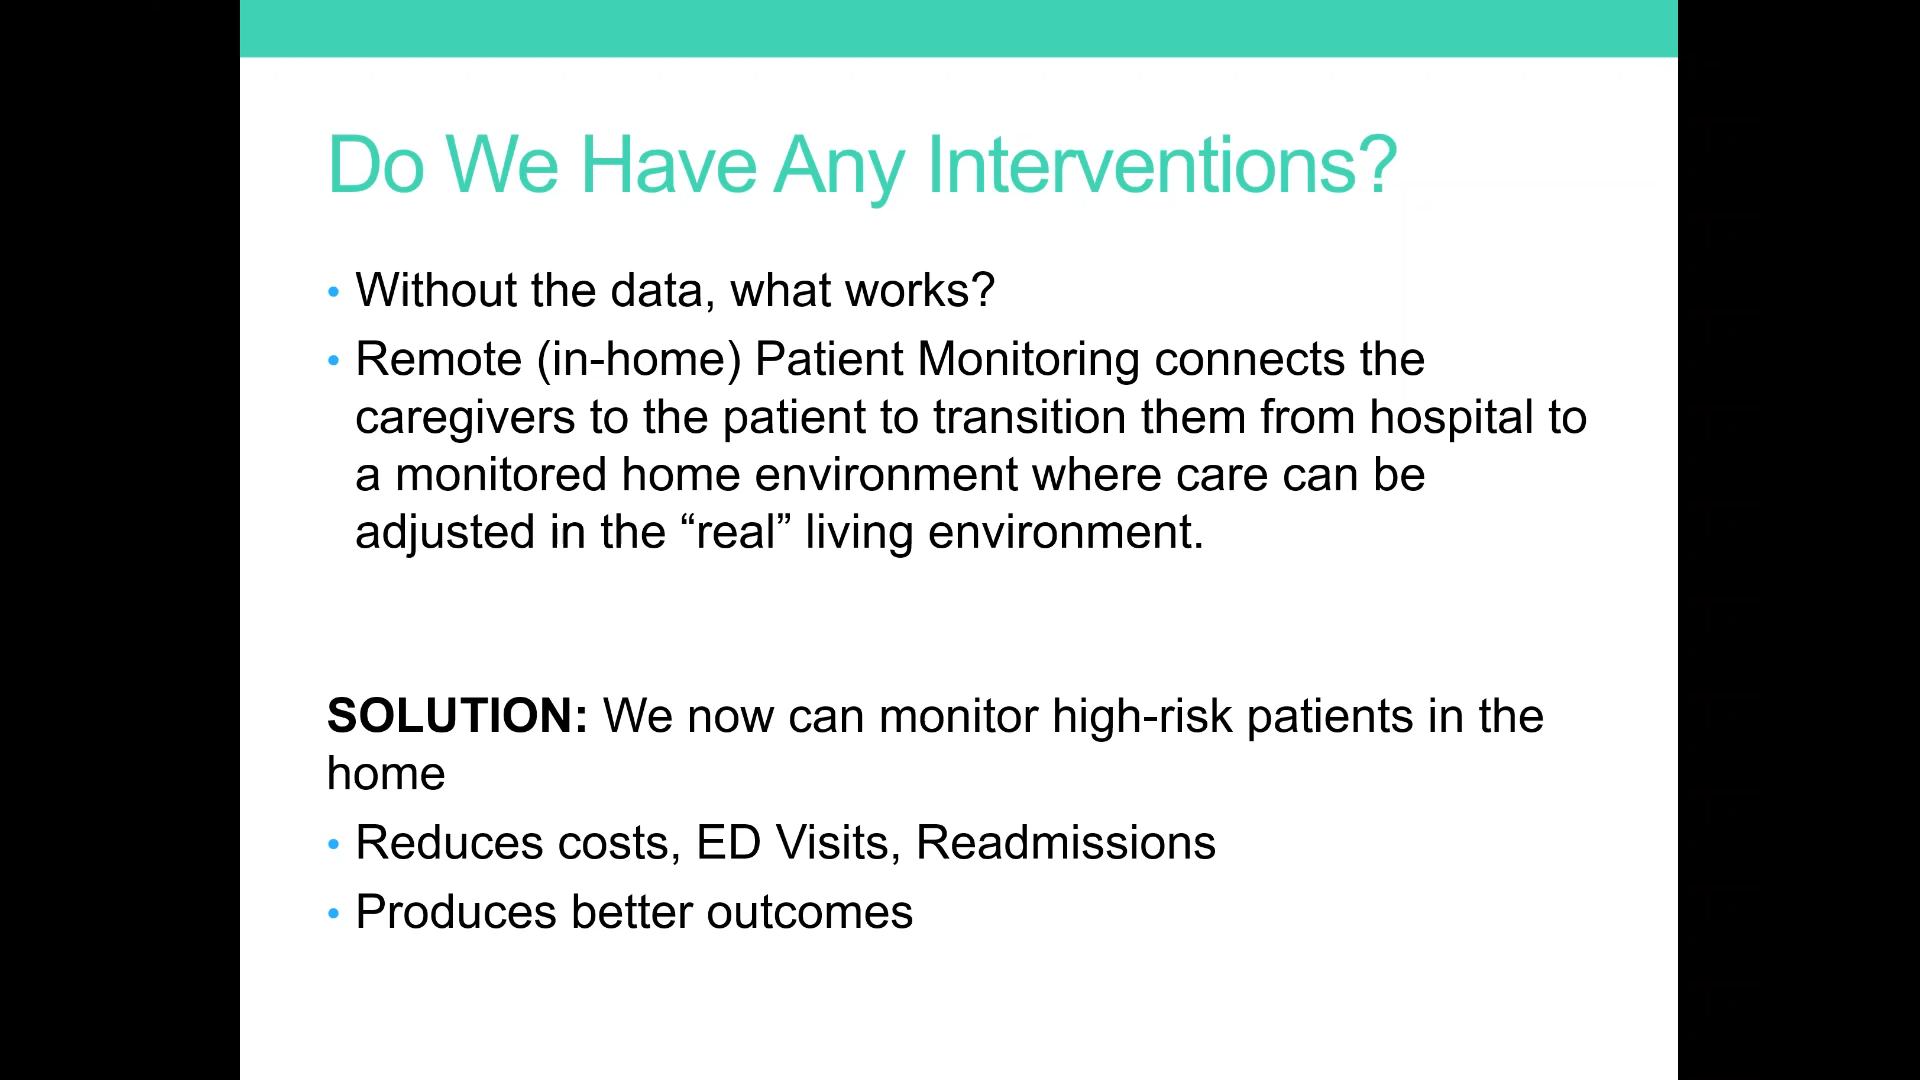 Do We Have Any Interventions?
• Without the data, what works?
• Remote (in-home) Patient Monitoring connects the
caregivers to the patient to transition them from hospital to
a monitored home environment where care can be
adjusted in the “real” living environment.
SOLUTION: We now can monitor high-risk patients in the
home
• Reduces costs, ED Visits, Readmissions
• Produces better outcomes